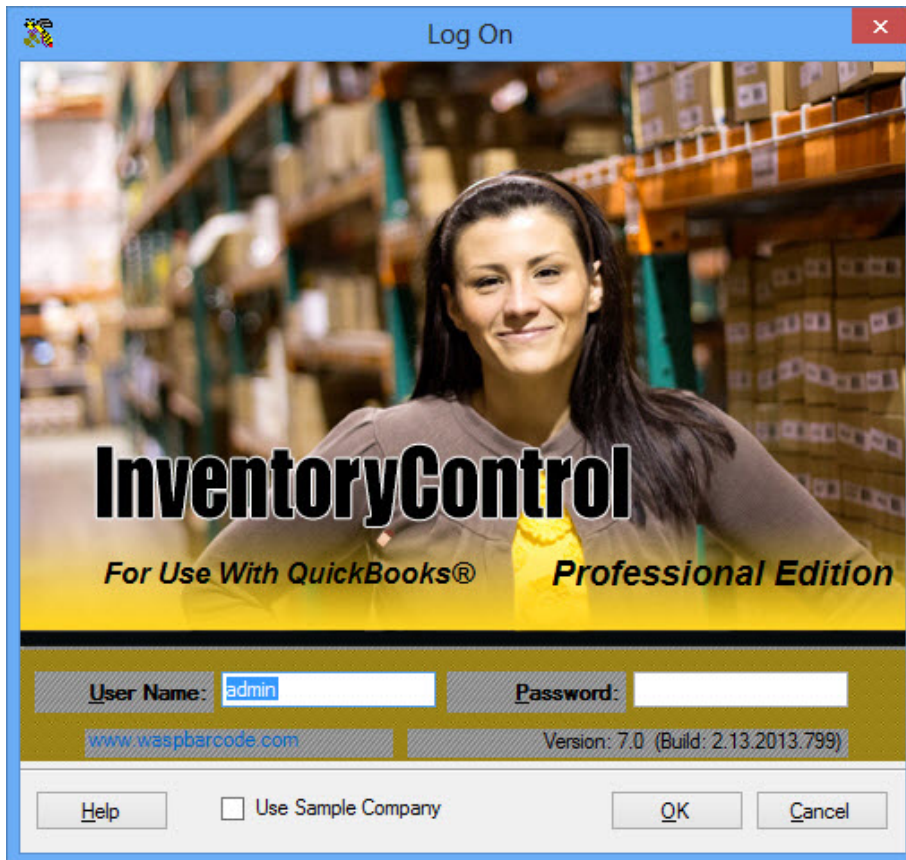 Log On
InventoryControl
For Use With QuickBooks® Professional Edition
User Name: admin Password:
www.waspbarcode.com Version: 7.0 (Build: 2.13.2013.799)
Help Use Sample Company OK Cancel